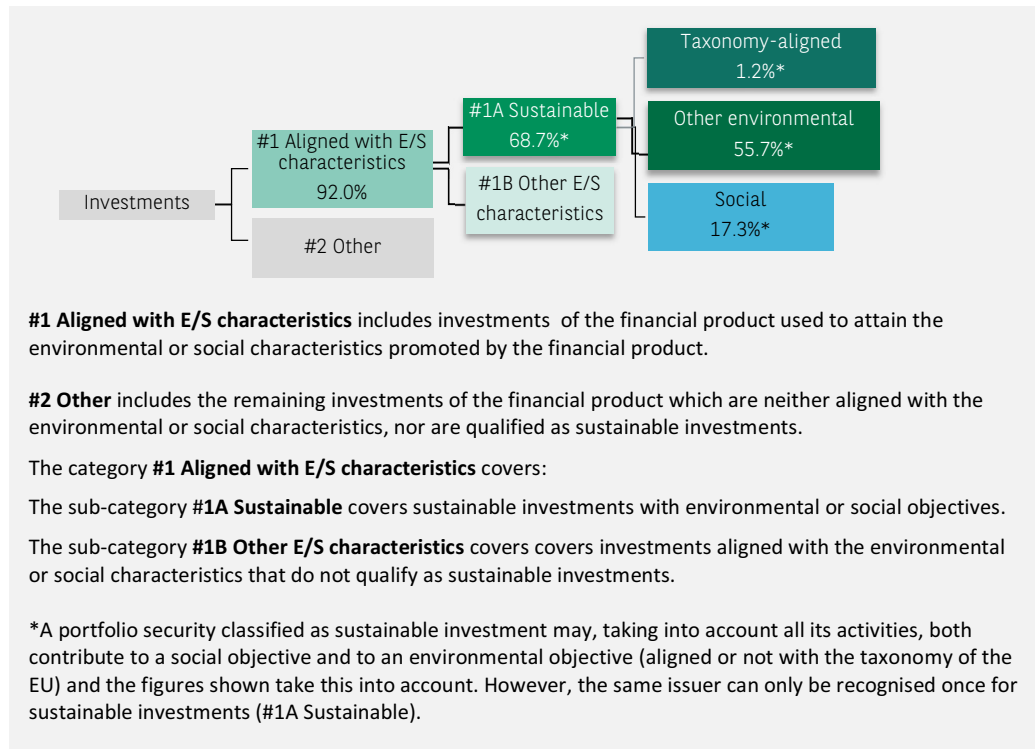 Taxonomy-aligned
1.2%*
#1A Sustainable
68.7%*
Other environmental
55.7%*
#1 Aligned with E/S
characteristics
92.0%
#1B Other E/S
characteristics
Investments
Social
17.3%*
#2 Other
#1 Aligned with E/S characteristics includes investments of the financial product used to attain the
environmental or social characteristics promoted by the financial product.
#2 Other includes the remaining investments of the financial product which are neither aligned with the
environmental or social characteristics, nor are qualified as sustainable investments.
The category #1 Aligned with E/S characteristics covers:
The sub-category #1A Sustainable covers sustainable investments with environmental or social objectives.
The sub-category #1B Other E/S characteristics covers covers investments aligned with the environmental
or social characteristics that do not qualify as sustainable investments.
*A portfolio security classified as sustainable investment may, taking into account all its activities, both
contribute to a social objective and to an environmental objective (aligned or not with the taxonomy of the
EU) and the figures shown take this into account. However, the same issuer can only be recognised once for
sustainable investments (#1A Sustainable).